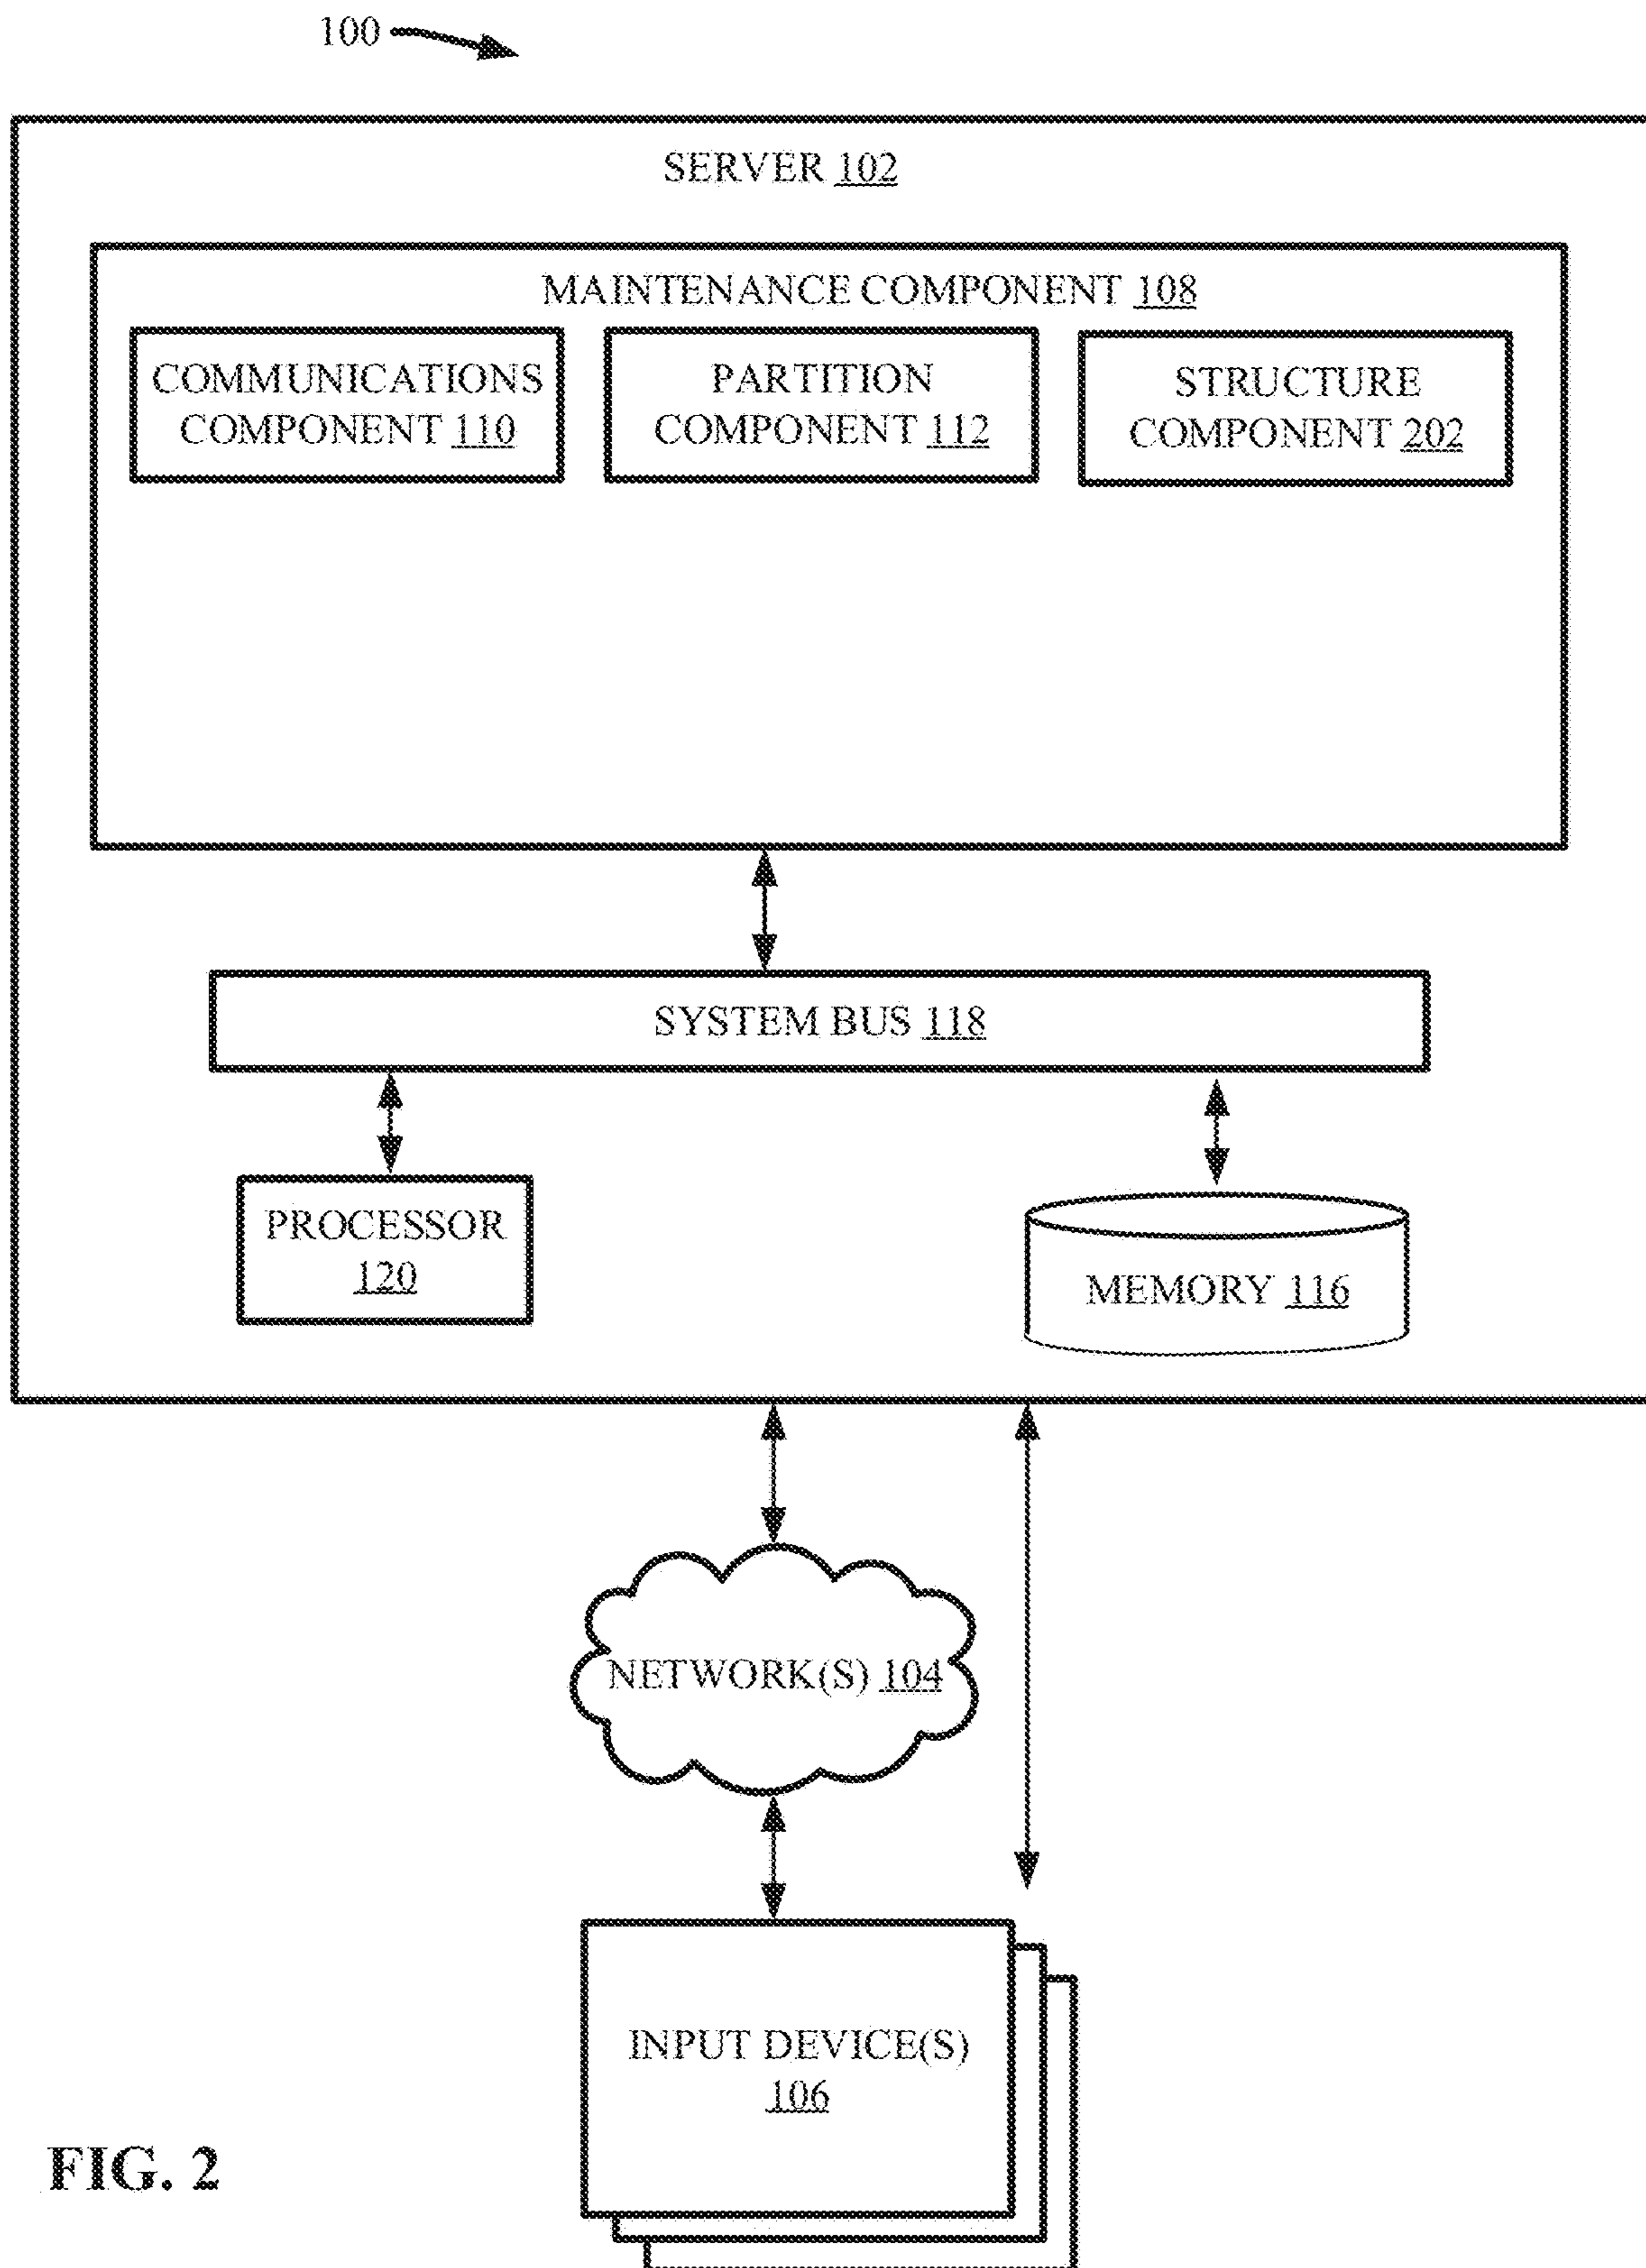 100
SERVER 102
MAINTENANCE COMPONENT 108
COMMUNICATIONS
COMPONENT 110
PARTITION
COMPONENT 112
STRUCTURE
COMPONENT 202
SYSTEM BUS 118
PROCESSOR
120
MEMORY 116
NETWORK(S) 104
INPUT DEVICE(S)
106
FIG. 2